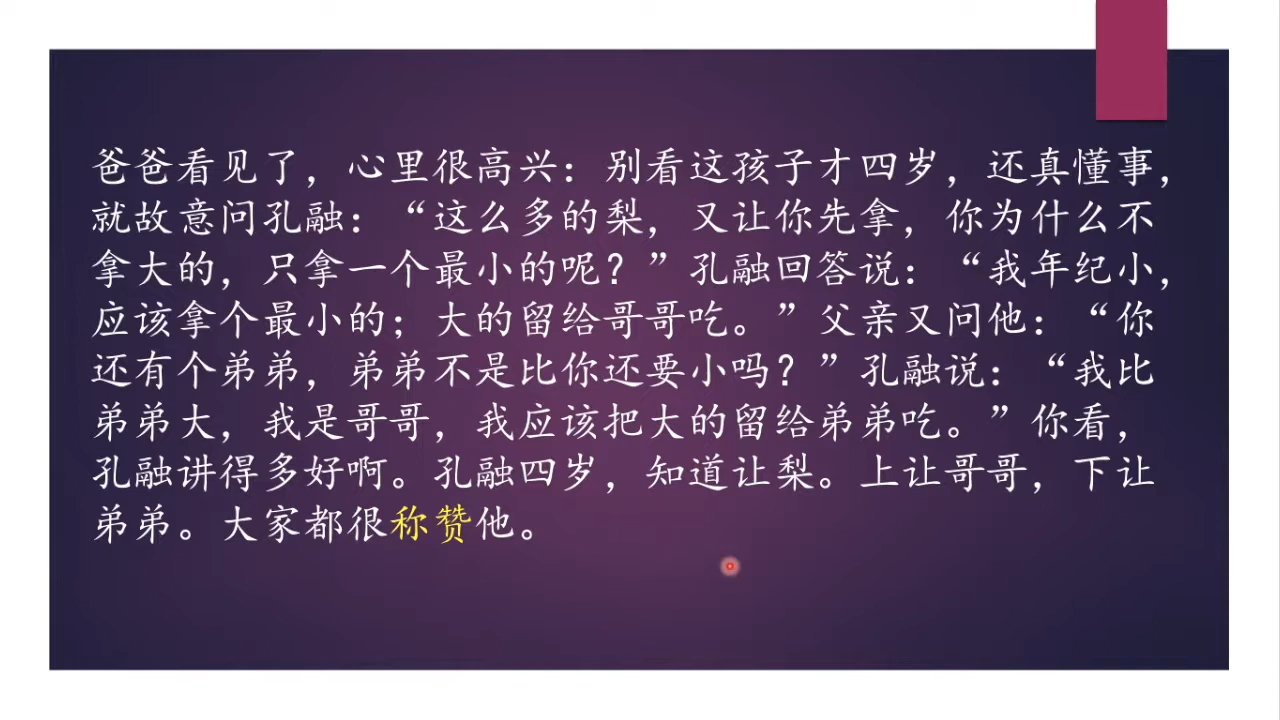 爸爸看见了，心里很高兴：别看这孩子才四岁，还真懂事，
就故意问孔融：“这么多的梨，又让你先拿，你为什么不
拿大的，只拿一个最小的呢？”孔融回答说：“我年纪小，
应该拿个最小的；大的留给哥哥吃。”父亲又问他：“你
还有个弟弟，弟弟不是比你还要小吗？”孔融说：“我比
弟弟大，我是哥哥，我应该把大的留给弟弟吃。”你看，
孔融讲得多好啊。孔融四岁，知道让梨。上让哥哥，下让
弟弟。大家都很称赞他。